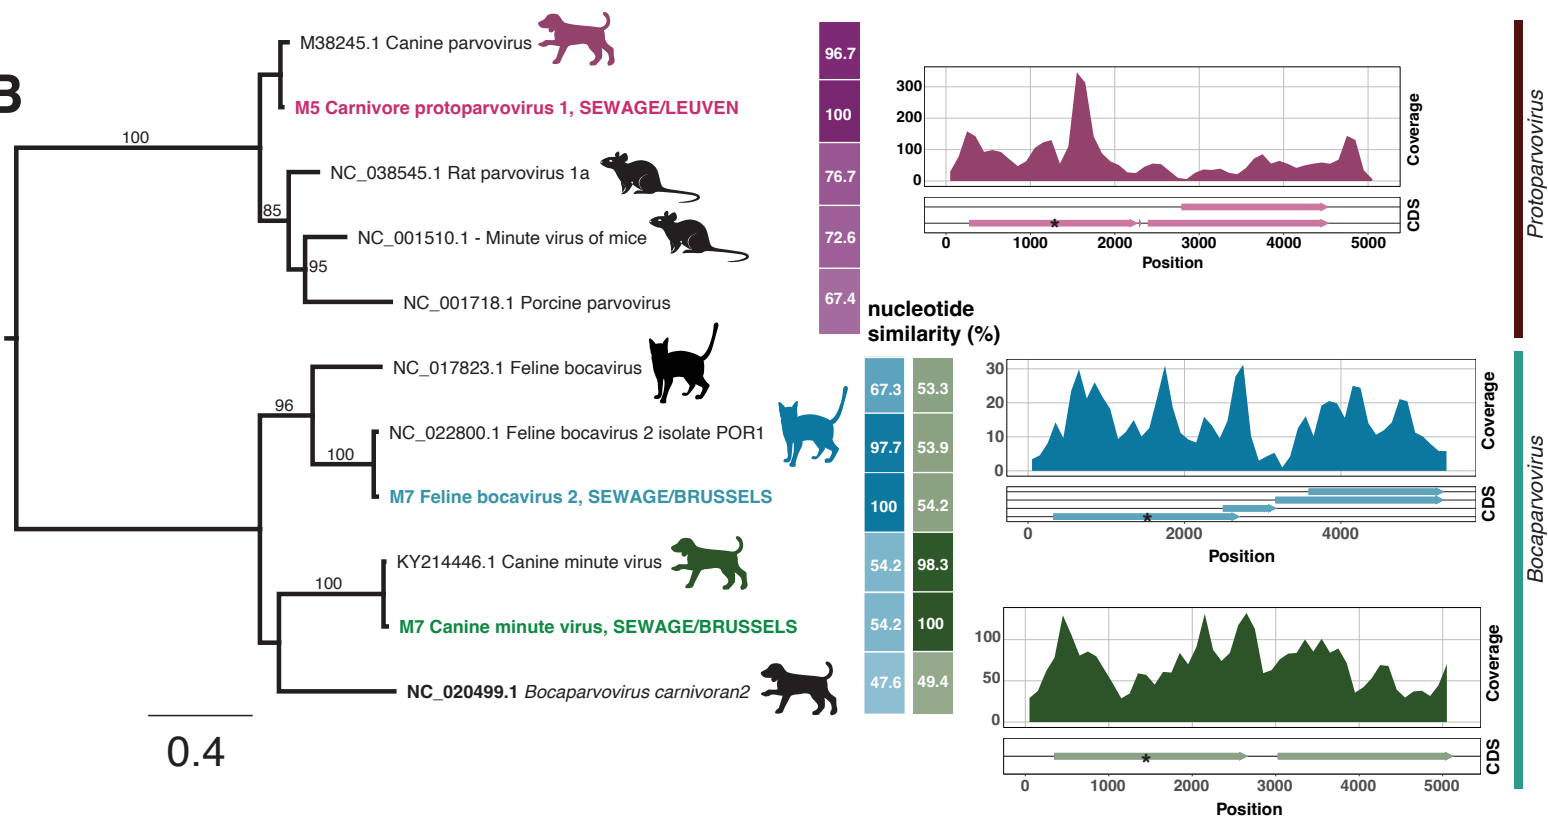 B
M38245.1 Canine parvovirus
M5 Carnivore protoparvovirus 1, SEWAGE/LEUVEN
100
NC_038545.1 Rat parvovirus 1a
85
NC_001510.1 - Minute virus of mice
95
NC_001718.1 Porcine parvovirus
NC_017823.1 Feline bocavirus
96
NC_022800.1 Feline bocavirus 2 isolate POR1
100
M7 Feline bocavirus 2, SEWAGE/BRUSSELS
KY214446.1 Canine minute virus
100
M7 Canine minute virus, SEWAGE/BRUSSELS
NC_020499.1 Bocaparvovirus carnivoran2
0.4
96.7
100
76.7
72.6
67.4
nucleotide
similarity (%)
67.3 53.3
97.7 53.9
100 54.2
54.2 98.3
54.2 100
47.6 49.4
300
200
100
0
Coverage
*
CDS
0 1000 2000 3000 4000 5000
Position
Protoparvovirus
30
20
10
0
Coverage
*
CDS
0 2000 4000
Position
100
50
0
Coverage
*
CDS
0 1000 2000 3000 4000 5000
Position
Bocaparvovirus